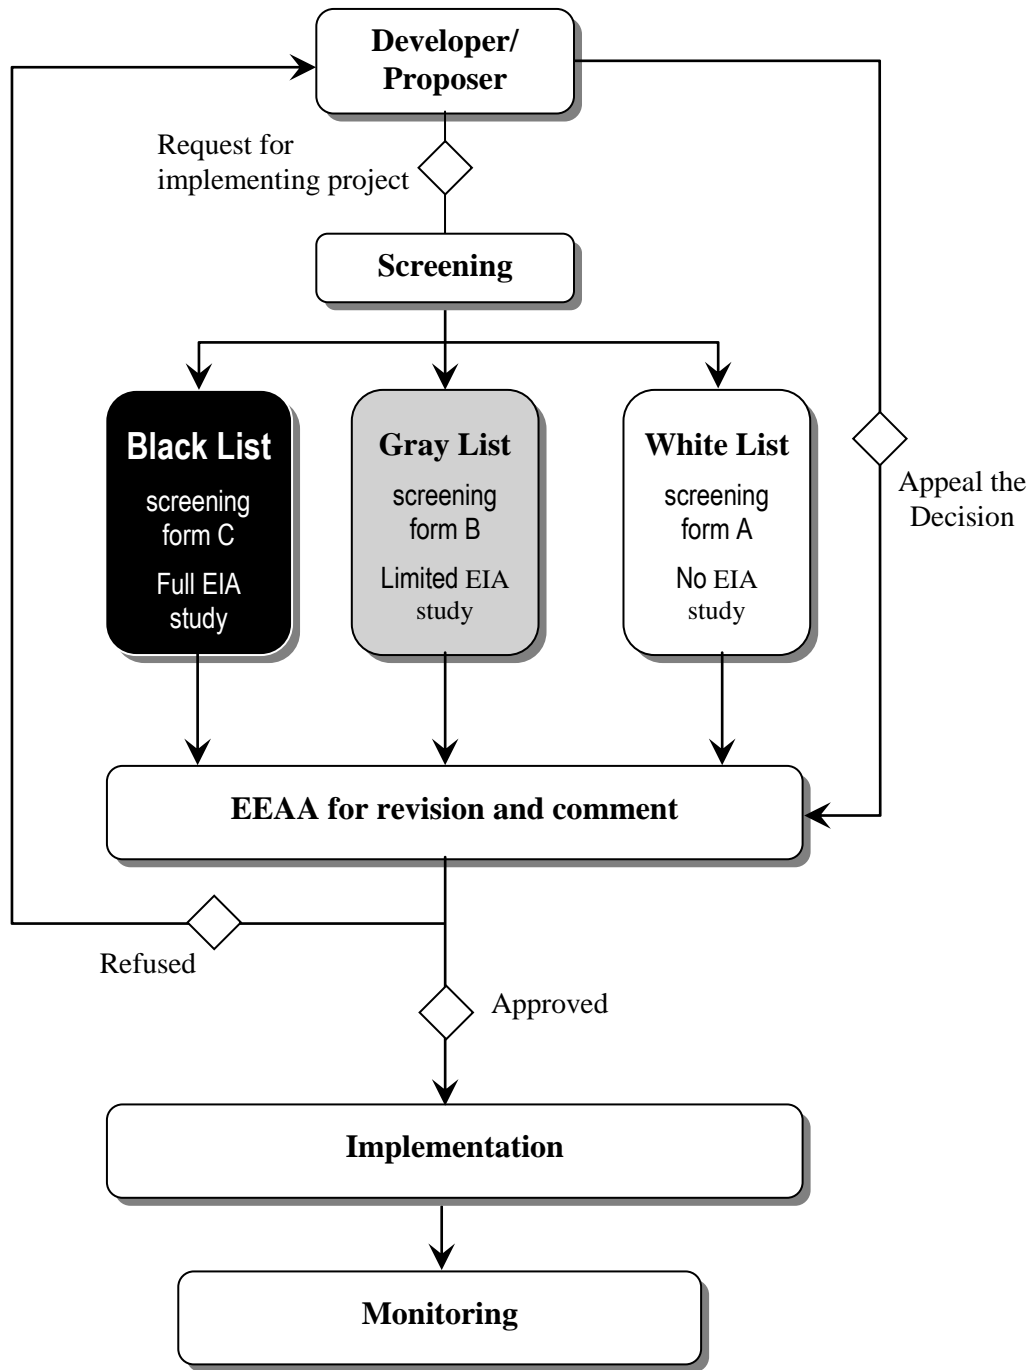 Developer/
Proposer
Request for
implementing project
Screening
Black List
screening
form C
Full EIA
study
Gray List
screening
form B
Limited EIA
study
White List
screening
form A
No EIA
study
Appeal the
Decision
EEAA for revision and comment
Refused
Approved
Implementation
Monitoring